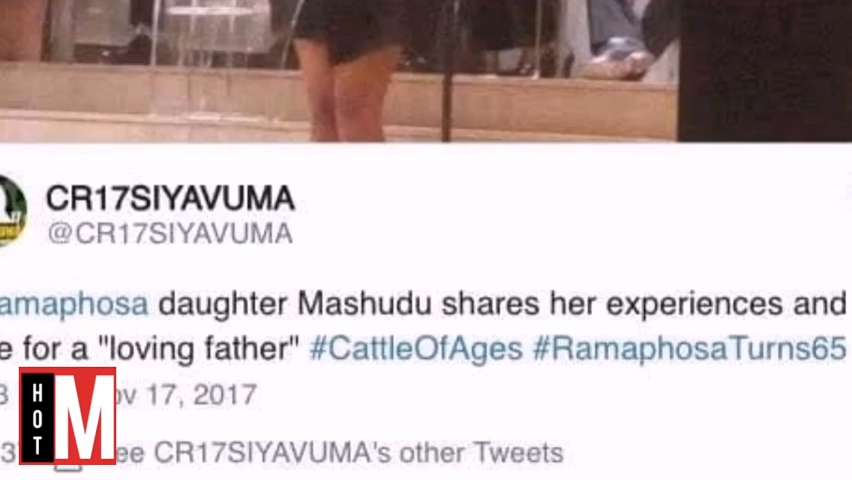 CR17SIYAVUMA
@CR17SIYAVUMA
amaphosa daughter Mashudu shares her experiences and
e for a "loving father" #CattleOfAges #RamaphosaTurns65
ov 17, 2017
ee CR17SIYAVUMA's other Tweets
HOT
M